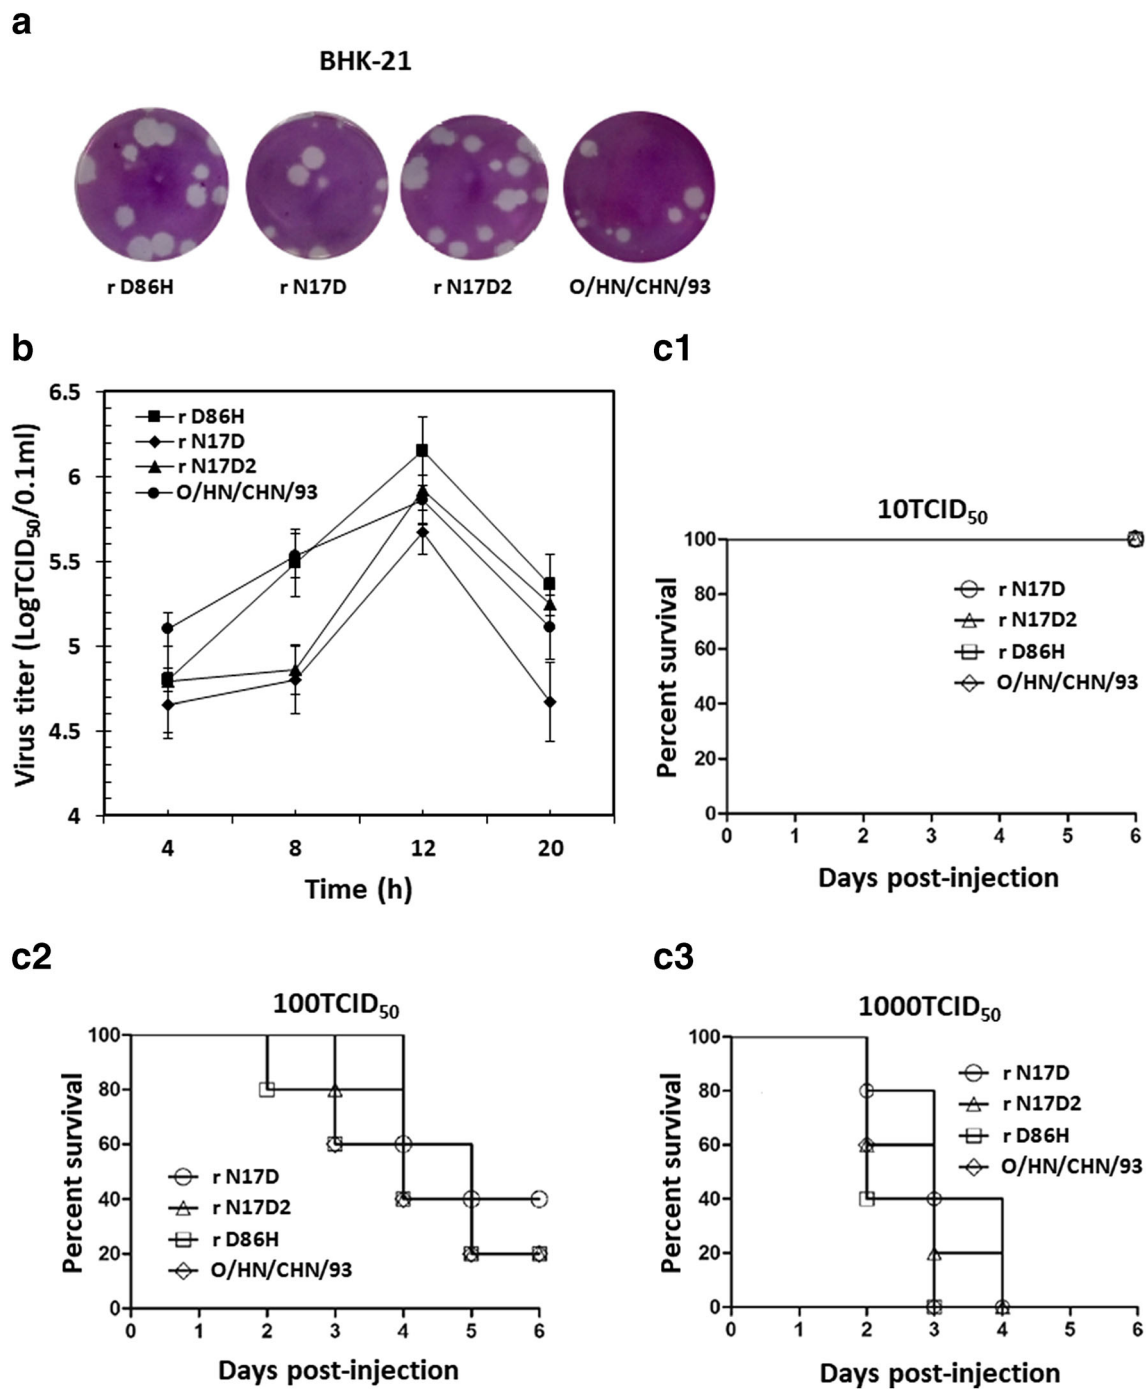 a
BHK-21
r D86H r N17D r N17D2 O/HN/CHN/93
b
6.5
6
5.5
5
4.5
4
Virus titer (LogTCID50/0.1ml)
r D86H
r N17D
r N17D2
O/HN/CHN/93
4 8 12 20
Time (h)
c1
10TCID50
100
80
60
40
20
0
Percent survival
r N17D
r N17D2
r D86H
O/HN/CHN/93
0 1 2 3 4 5 6
Days post-injection
c2
100TCID50
100
80
60
40
20
0
Percent survival
r N17D
r N17D2
r D86H
O/HN/CHN/93
0 1 2 3 4 5 6
Days post-injection
c3
1000TCID50
100
80
60
40
20
0
Percent survival
r N17D
r N17D2
r D86H
O/HN/CHN/93
0 1 2 3 4 5 6
Days post-injection